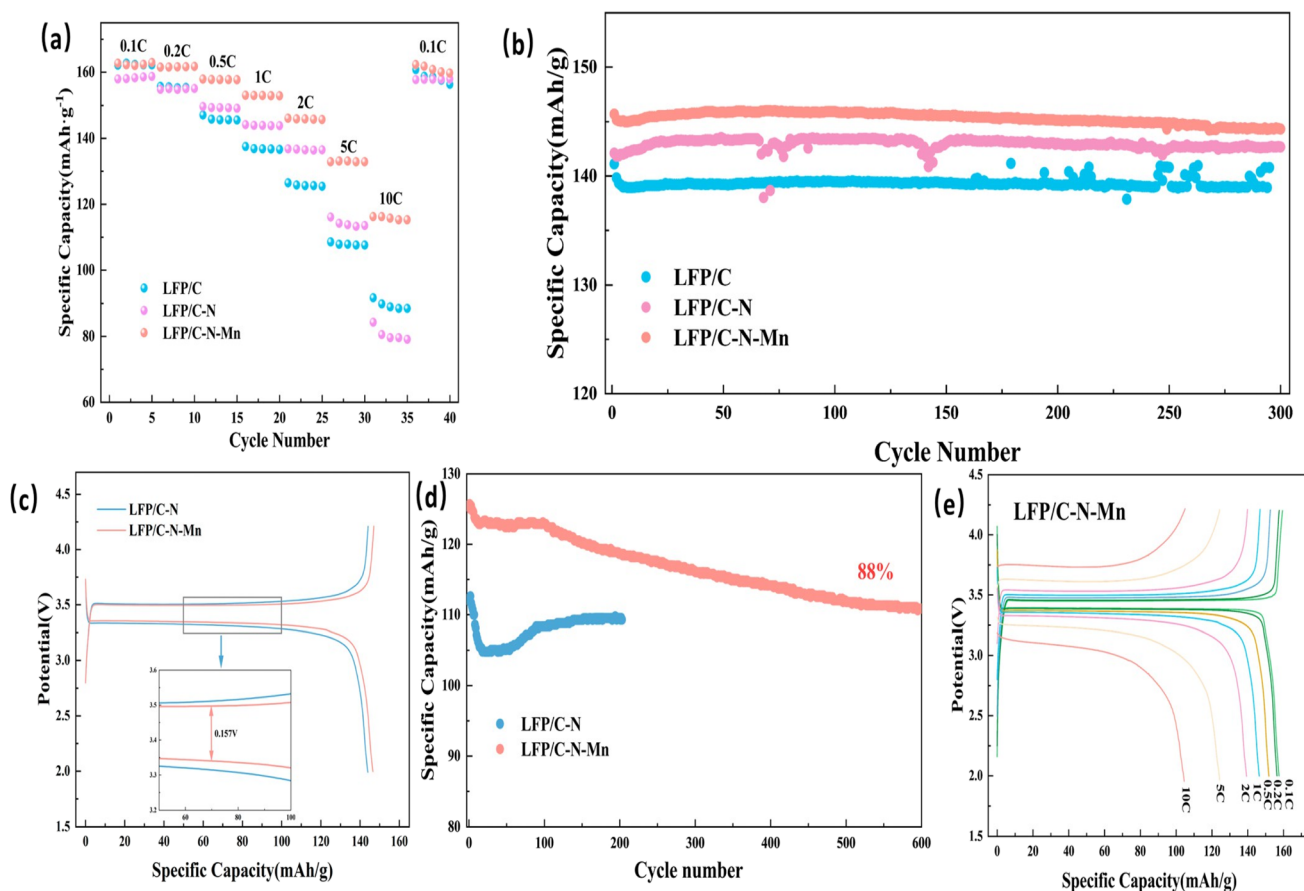 (a)
0.1C
0.2C
0.5C
1C
2C
5C
10C
0.1C
160
140
120
100
80
60
Specific Capacity(mAh·g⁻¹)
LFP/C
LFP/C-N
LFP/C-N-Mn
0 5 10 15 20 25 30 35 40
Cycle Number
(b)
150
140
130
120
Specific Capacity(mAh/g)
LFP/C
LFP/C-N
LFP/C-N-Mn
0 50 100 150 200 250 300
Cycle Number
(c)
LFP/C-N
LFP/C-N-Mn
4.5
4.0
3.5
3.0
2.5
2.0
1.5
Potential(V)
3.6
3.5
3.4
3.3
3.2
0.157V
60 80 100
0 20 40 60 80 100 120 140 160
Specific Capacity(mAh/g)
(d)
130
120
110
100
90
80
Specific Capacity(mAh/g)
88%
LFP/C-N
LFP/C-N-Mn
0 100 200 300 400 500 600
Cycle number
(e)
LFP/C-N-Mn
4.5
4.0
3.5
3.0
2.5
2.0
1.5
Potential(V)
10C
5C
2C
1C
0.5C
0.2C
0.1C
0 20 40 60 80 100 120 140 160
Specific Capacity(mAh/g)